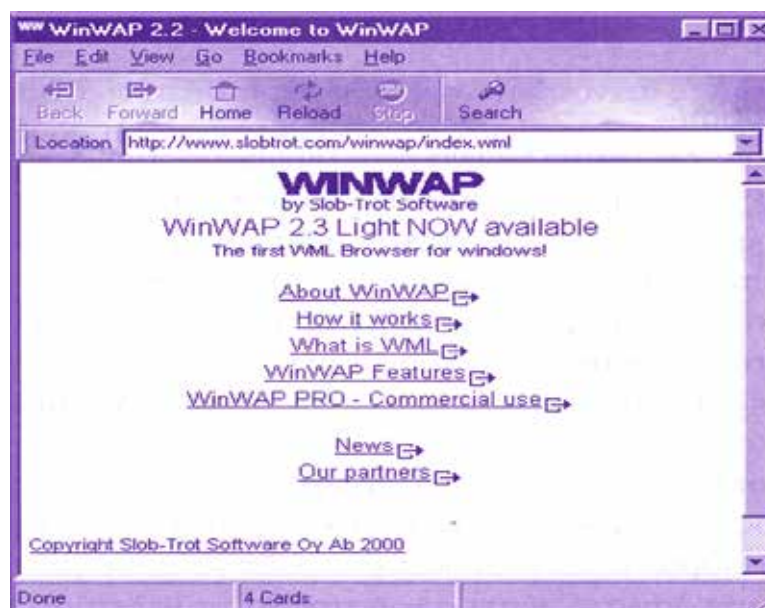 WinWAP 2.2 - Welcome to WinWAP
File Edit View Go Bookmarks Help
Back Forward Home Reload Stop Search
Location http://www.slobtrot.com/winwap/index.wml
WINWAP
by Slob-Trot Software
WinWAP 2.3 Light NOW available
The first WML Browser for windows!
About WinWAP
How it works
What is WML
WinWAP Features
WinWAP PRO - Commercial use
News
Our partners
Copyright Slob-Trot Software Oy Ab 2000
Done 4 Cards